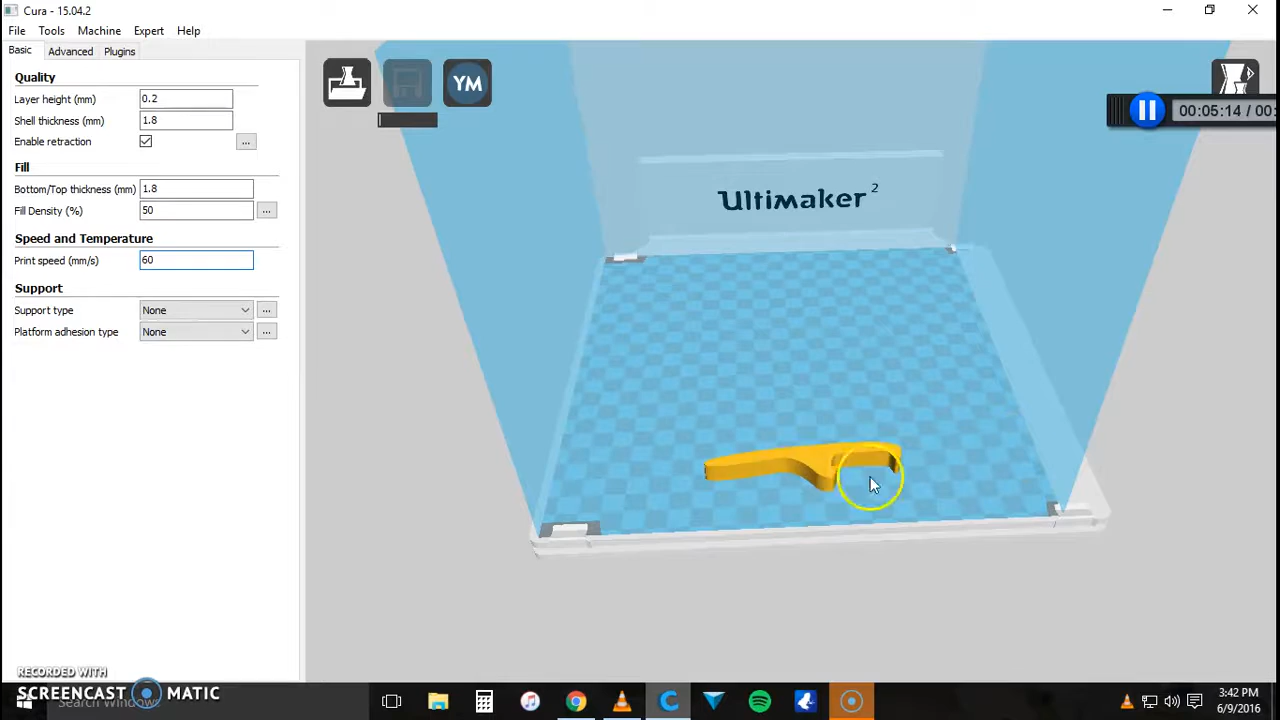 Cura - 15.04.2
File Tools Machine Expert Help
Basic Advanced Plugins
Quality
Layer height (mm) 0.2
Shell thickness (mm) 1.8
Enable retraction ...
Fill
Bottom/Top thickness (mm) 1.8
Fill Density (%) 50 ...
Speed and Temperature
Print speed (mm/s) 60
Support
Support type None ...
Platform adhesion type None ...
YM
00:05:14 / 00:
Ultimaker 2
RECORDED WITH
SCREENCAST MATIC
Search Windows
3:42 PM
6/9/2016